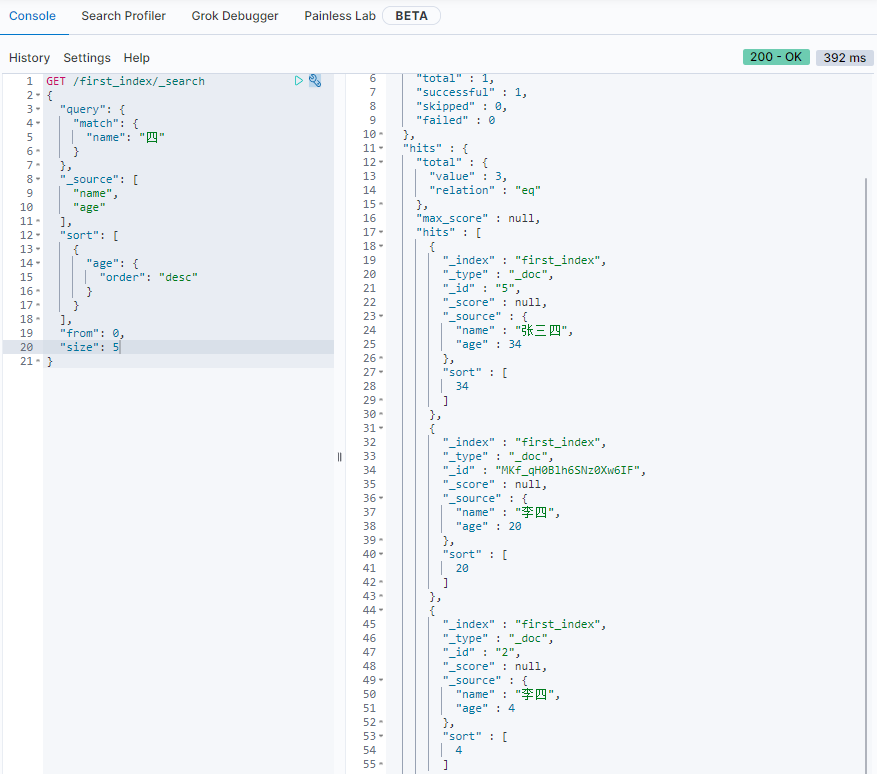 Console Search Profiler Grok Debugger Painless Lab BETA
History Settings Help 200 - OK 392 ms
1 GET /first_index/_search
2 {
3 "query": {
4 "match": {
5 "name": "四"
6 }
7 },
8 "_source": [
9 "name",
10 "age"
11 ],
12 "sort": [
13 {
14 "age": {
15 "order": "desc"
16 }
17 }
18 ],
19 "from": 0,
20 "size": 5
21 }
6 "total" : 1,
7 "successful" : 1,
8 "skipped" : 0,
9 "failed" : 0
10 },
11 "hits" : {
12 "total" : {
13 "value" : 3,
14 "relation" : "eq"
15 },
16 "max_score" : null,
17 "hits" : [
18 {
19 "_index" : "first_index",
20 "_type" : "_doc",
21 "_id" : "5",
22 "_score" : null,
23 "_source" : {
24 "name" : "张三四",
25 "age" : 34
26 },
27 "sort" : [
28 34
29 ]
30 },
31 {
32 "_index" : "first_index",
33 "_type" : "_doc",
34 "_id" : "MKf_qH0Blh6SNz0Xw6IF",
35 "_score" : null,
36 "_source" : {
37 "name" : "李四",
38 "age" : 20
39 },
40 "sort" : [
41 20
42 ]
43 },
44 {
45 "_index" : "first_index",
46 "_type" : "_doc",
47 "_id" : "2",
48 "_score" : null,
49 "_source" : {
50 "name" : "李四",
51 "age" : 4
52 },
53 "sort" : [
54 4
55 ]